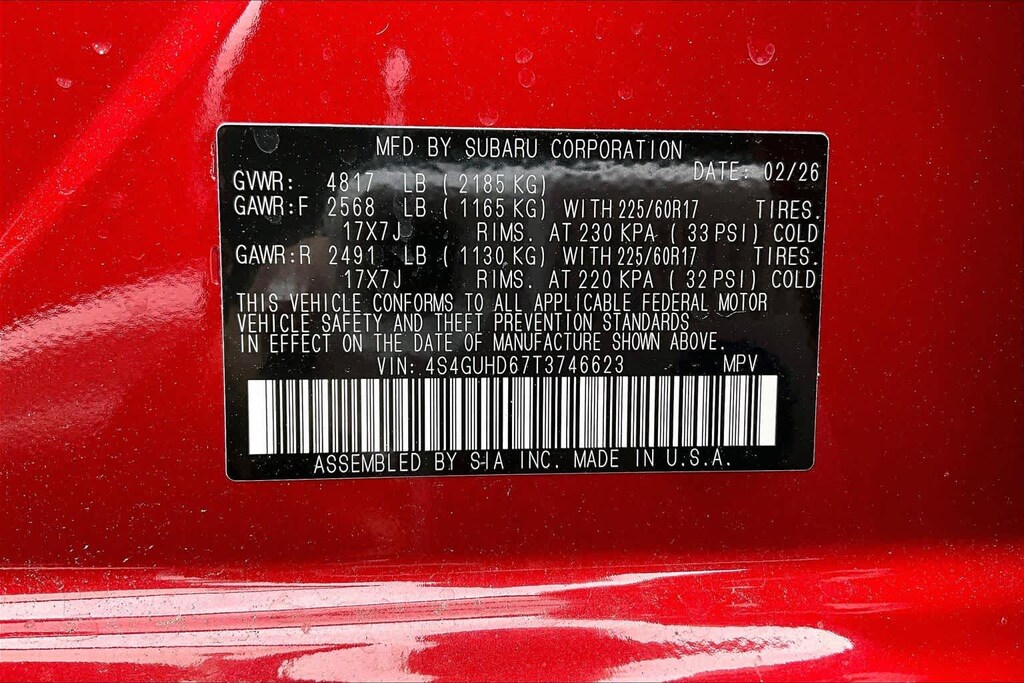 MFD BY SUBARU CORPORATION
DATE: 02/26
GVWR: 4817 LB ( 2185 KG)
GAWR:F 2568 LB ( 1165 KG) WITH 225/60R17 TIRES.
17X7J RIMS. AT 230 KPA ( 33 PSI) COLD
GAWR:R 2491 LB ( 1130 KG) WITH 225/60R17 TIRES.
17X7J RIMS. AT 220 KPA ( 32 PSI) COLD
THIS VEHICLE CONFORMS TO ALL APPLICABLE FEDERAL MOTOR
VEHICLE SAFETY AND THEFT PREVENTION STANDARDS
IN EFFECT ON THE DATE OF MANUFACTURE SHOWN ABOVE.
VIN: 4S4GUHD67T3746623 MPV
ASSEMBLED BY SIA INC. MADE IN U.S.A.